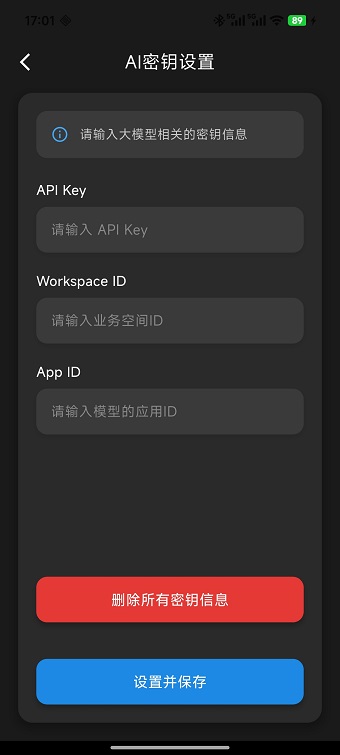 17:01
5G 5G 89
AI密钥设置
请输入大模型相关的密钥信息
API Key
请输入 API Key
Workspace ID
请输入业务空间ID
App ID
请输入模型的应用ID
删除所有密钥信息
设置并保存